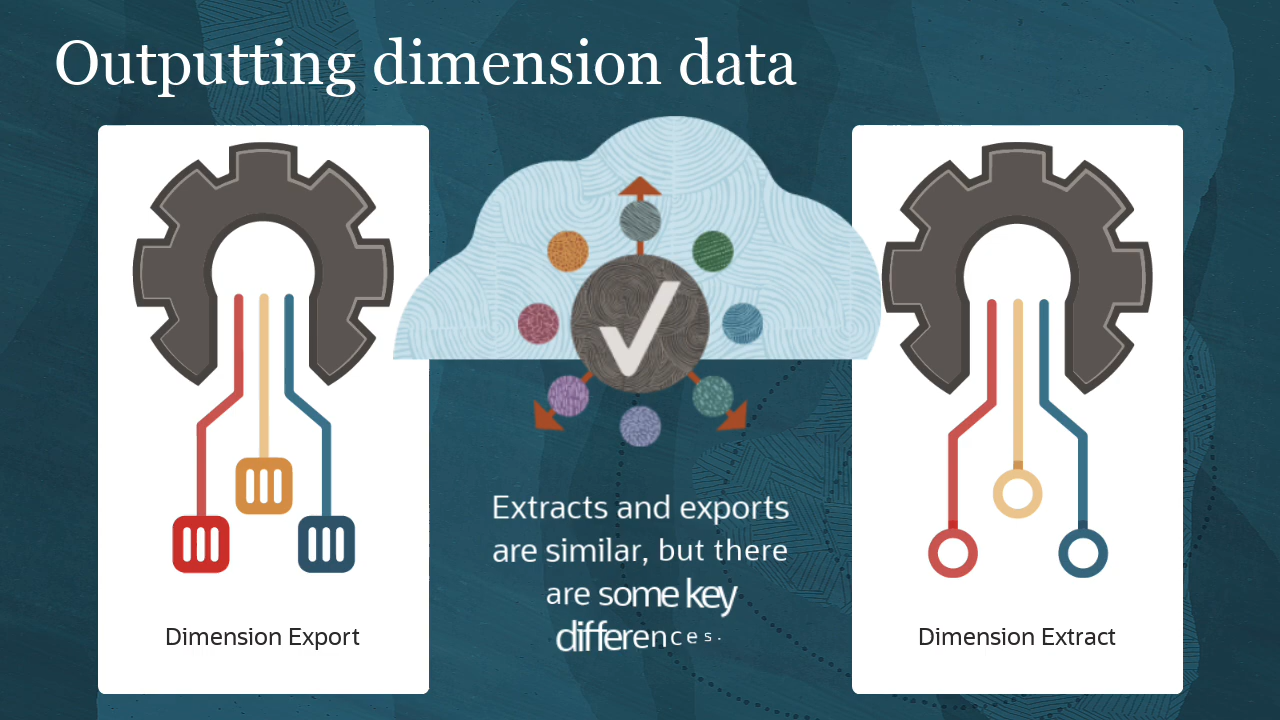 Outputting dimension data
Extracts and exports
are similar, but there
are some key
differences.
Dimension Export
Dimension Extract